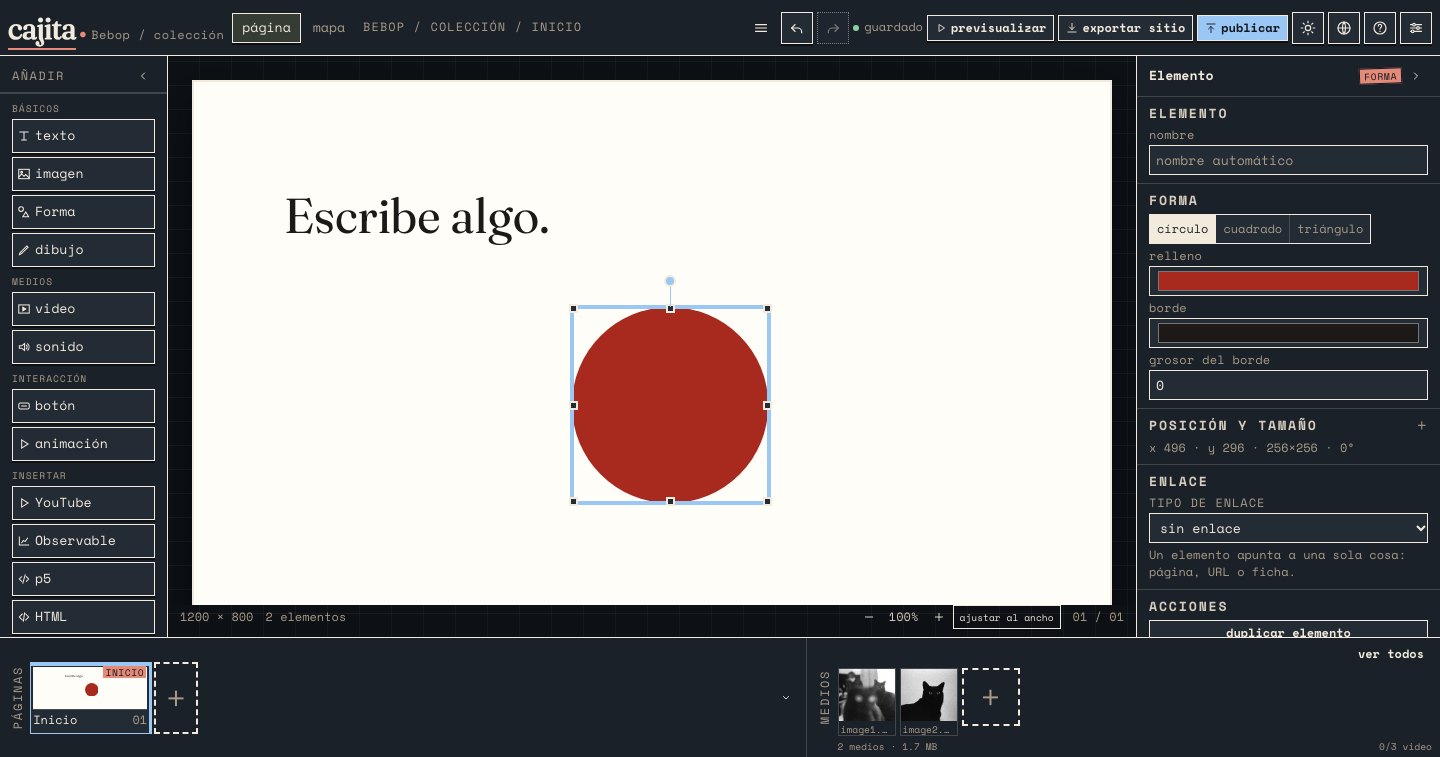 cajita
Bebop / colección
página
mapa
BEBOP / COLECCIÓN / INICIO
guardado
previsualizar
exportar sitio
publicar
AÑADIR
BÁSICOS
texto
imagen
Forma
dibujo
MEDIOS
video
sonido
INTERACCIÓN
botón
animación
INSERTAR
YouTube
Observable
p5
HTML
Escribe algo.
1200 × 800 2 elementos
− 100% +
ajustar al ancho
01 / 01
Elemento
FORMA
ELEMENTO
nombre
nombre automático
FORMA
círculo
cuadrado
triángulo
relleno
borde
grosor del borde
0
POSICIÓN Y TAMAÑO +
x 496 · y 296 · 256×256 · 0°
ENLACE
TIPO DE ENLACE
sin enlace
Un elemento apunta a una sola cosa:
página, URL o ficha.
ACCIONES
duplicar elemento
PÁGINAS
INICIO
Inicio 01
+
MEDIOS
ver todos
image1.…
image2.…
+
2 medios · 1.7 MB
0/3 video